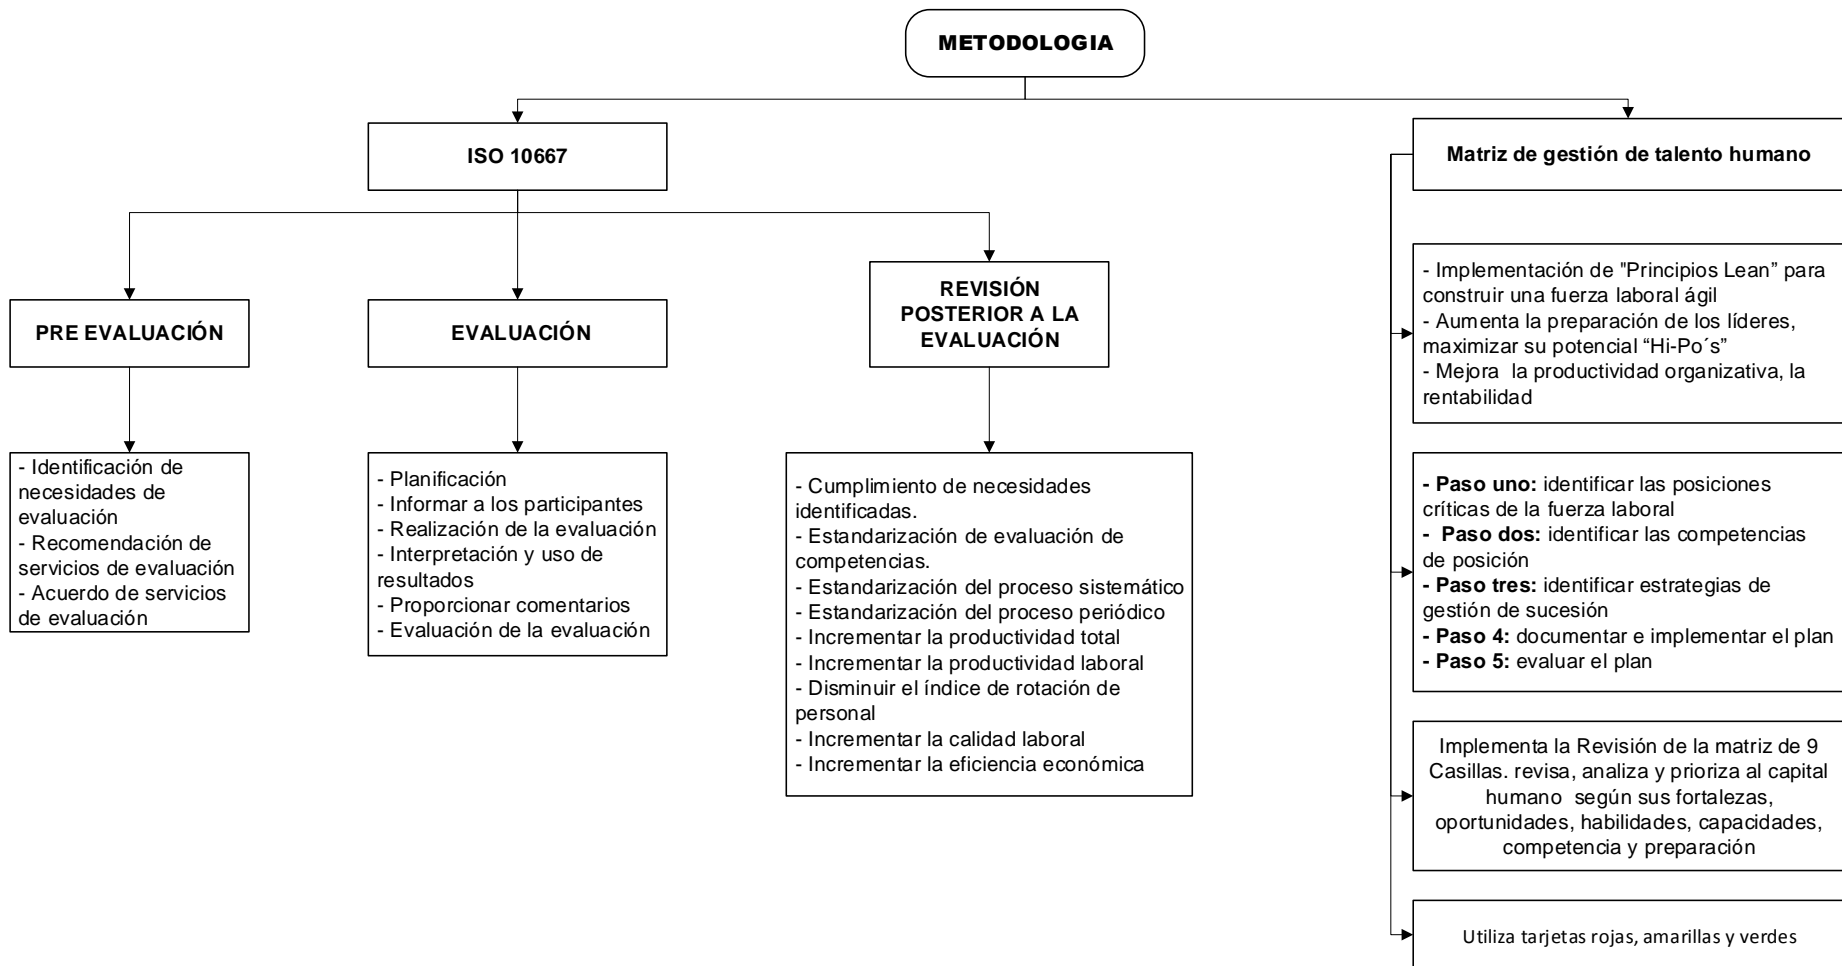 METODOLOGIA
ISO 10667
Matriz de gestión de talento humano
PRE EVALUACIÓN
EVALUACIÓN
REVISIÓN
POSTERIOR A LA
EVALUACIÓN
- Identificación de
necesidades de
evaluación
- Recomendación de
servicios de evaluación
- Acuerdo de servicios
de evaluación
- Planificación
- Informar a los participantes
- Realización de la evaluación
- Interpretación y uso de
resultados
- Proporcionar comentarios
- Evaluación de la evaluación
- Cumplimiento de necesidades
identificadas.
- Estandarización de evaluación de
competencias.
- Estandarización del proceso sistemático
- Estandarización del proceso periódico
- Incrementar la productividad total
- Incrementar la productividad laboral
- Disminuir el índice de rotación de
personal
- Incrementar la calidad laboral
- Incrementar la eficiencia económica
- Implementación de "Principios Lean” para
construir una fuerza laboral ágil
- Aumenta la preparación de los líderes,
maximizar su potencial “Hi-Po´s”
- Mejora  la productividad organizativa, la
rentabilidad
- Paso uno: identificar las posiciones
críticas de la fuerza laboral
-  Paso dos: identificar las competencias
de posición
- Paso tres: identificar estrategias de
gestión de sucesión
- Paso 4: documentar e implementar el plan
- Paso 5: evaluar el plan
Implementa la Revisión de la matriz de 9
Casillas. revisa, analiza y prioriza al capital
humano  según sus fortalezas,
oportunidades, habilidades, capacidades,
competencia y preparación
Utiliza tarjetas rojas, amarillas y verdes